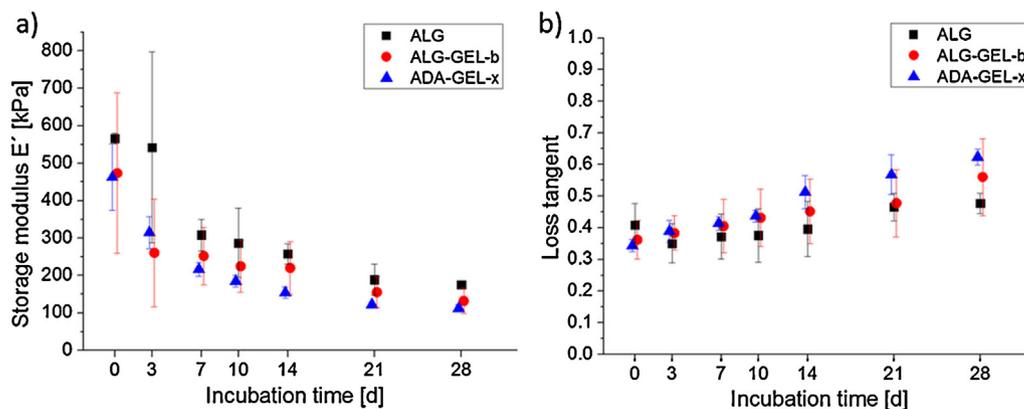 a)
Storage modulus E´ [kPa]
800
700
600
500
400
300
200
100
0
0 3 7 10 14 21 28
Incubation time [d]
ALG
ALG-GEL-b
ADA-GEL-x
b)
Loss tangent
1.0
0.9
0.8
0.7
0.6
0.5
0.4
0.3
0.2
0.1
0.0
0 3 7 10 14 21 28
Incubation time [d]
ALG
ALG-GEL-b
ADA-GEL-x